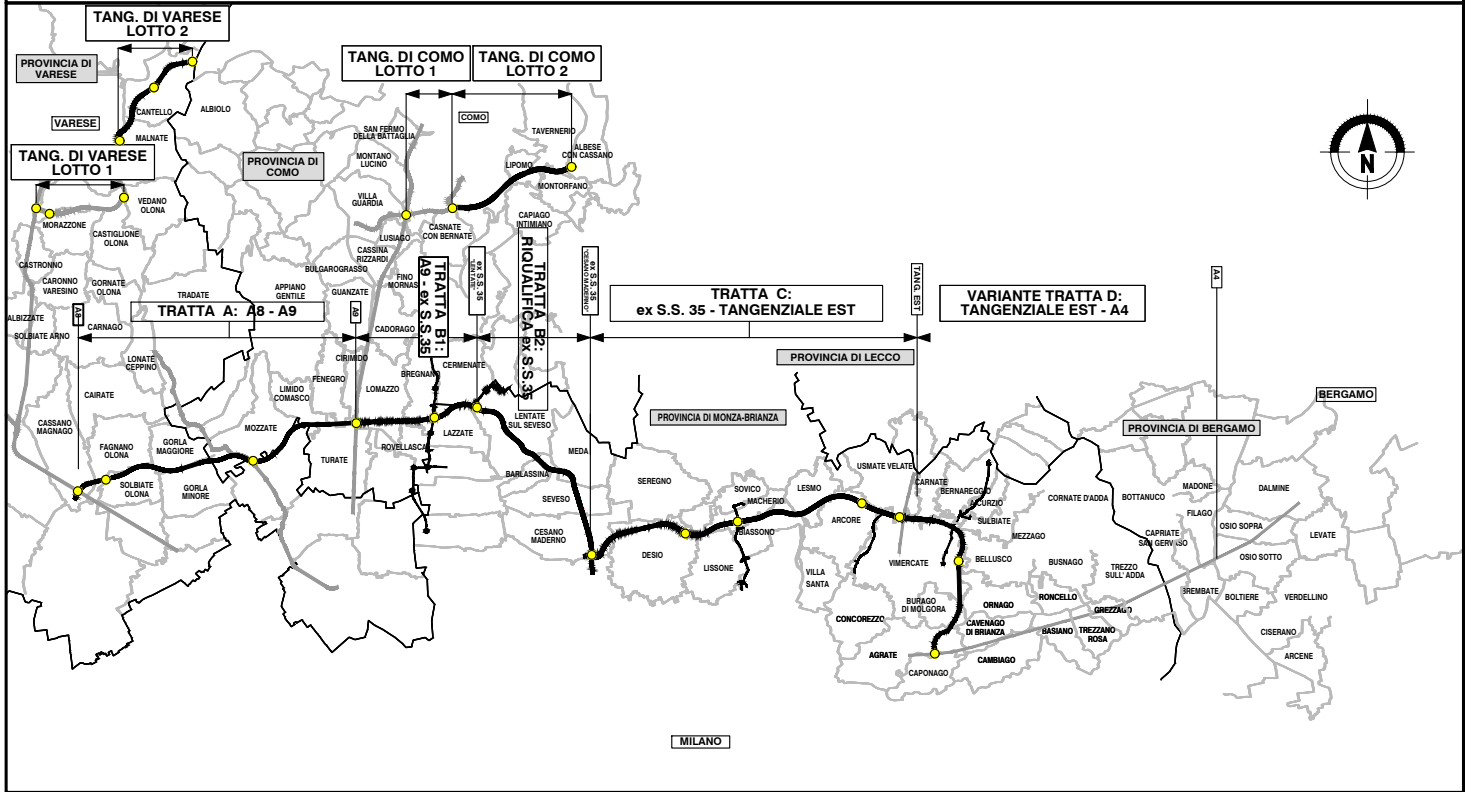 TANG. DI VARESE
LOTTO 2
PROVINCIA DI
VARESE
CANTELLO
ALBIOLO
VARESE
MALNATE
TANG. DI VARESE
LOTTO 1
TANG. DI COMO
LOTTO 1
TANG. DI COMO
LOTTO 2
COMO
SAN FERMO
DELLA BATTAGLIA
TAVERNERIO
ALBESE
CON CASSANO
PROVINCIA DI
COMO
MONTANO
LUCINO
LIPOMO
MONTORFANO
VILLA
GUARDIA
VEDANO
OLONA
MORAZZONE
CASTIGLIONE
OLONA
LUSIAGO
CASNATE
CON BERNATE
CAPIAGO
INTIMIANO
CASSINA
RIZZARDI
BULGAROGRASSO
CASTRONNO
CARONNO
VARESINO
GORNATE
OLONA
TRADATE
APPIANO
GENTILE
GUANZATE
FINO
MORNAS
TRATTA B1:
A9 - ex S.S.35
ex S.S. 35
"LENTATE"
TRATTA B2:
RIQUALIFICA ex S.S.35
ex S.S. 35
"CESANO MADERNO"
TANG. EST
A4
N
ALBIZZATE
SOLBIATE ARNO
A8
CARNAGO
TRATTA A: A8 - A9
A9
CADORAGO
TRATTA C:
ex S.S. 35 - TANGENZIALE EST
VARIANTE TRATTA D:
TANGENZIALE EST - A4
LONATE
CEPPINO
CIRIMIDO
FENEGRO
BREGNANO
CERMENATE
PROVINCIA DI LECCO
CAIRATE
LIMIDO
COMASCO
LOMAZZO
BERGAMO
CASSANO
MAGNAGO
MOZZATE
LAZZATE
LENTATE
SUL SEVESO
PROVINCIA DI MONZA-BRIANZA
PROVINCIA DI BERGAMO
FAGNANO
OLONA
GORLA
MAGGIORE
TURATE
ROVELLASCA
MEDA
BARLASSINA
SOLBIATE
OLONA
GORLA
MINORE
SEVESO
SEREGNO
SOVICO
MACHERIO
LESMO
USMATE VELATE
CARNATE
BERNAREGGIO
AICURZIO
CORNATE D'ADDA
BOTTANUCO
MADONE
DALMINE
FILAGO
CESANO
MADERNO
DESIO
BIASSONO
ARCORE
SULBIATE
MEZZAGO
CAPRIATE
SAN GERVASO
OSIO SOPRA
LEVATE
LISSONE
VILLA
SANTA
VIMERCATE
BELLUSCO
BUSNAGO
TREZZO
SULL' ADDA
OSIO SOTTO
BURAGO
DI MOLGORA
ORNAGO
RONCELLO
GREZZAGO
BREMBATE
BOLTIERE
VERDELLINO
CONCOREZZO
CAVENAGO
DI BRIANZA
BASIANO
TREZZANO
ROSA
CISERANO
AGRATE
CAMBIAGO
ARCENE
CAPONAGO
MILANO